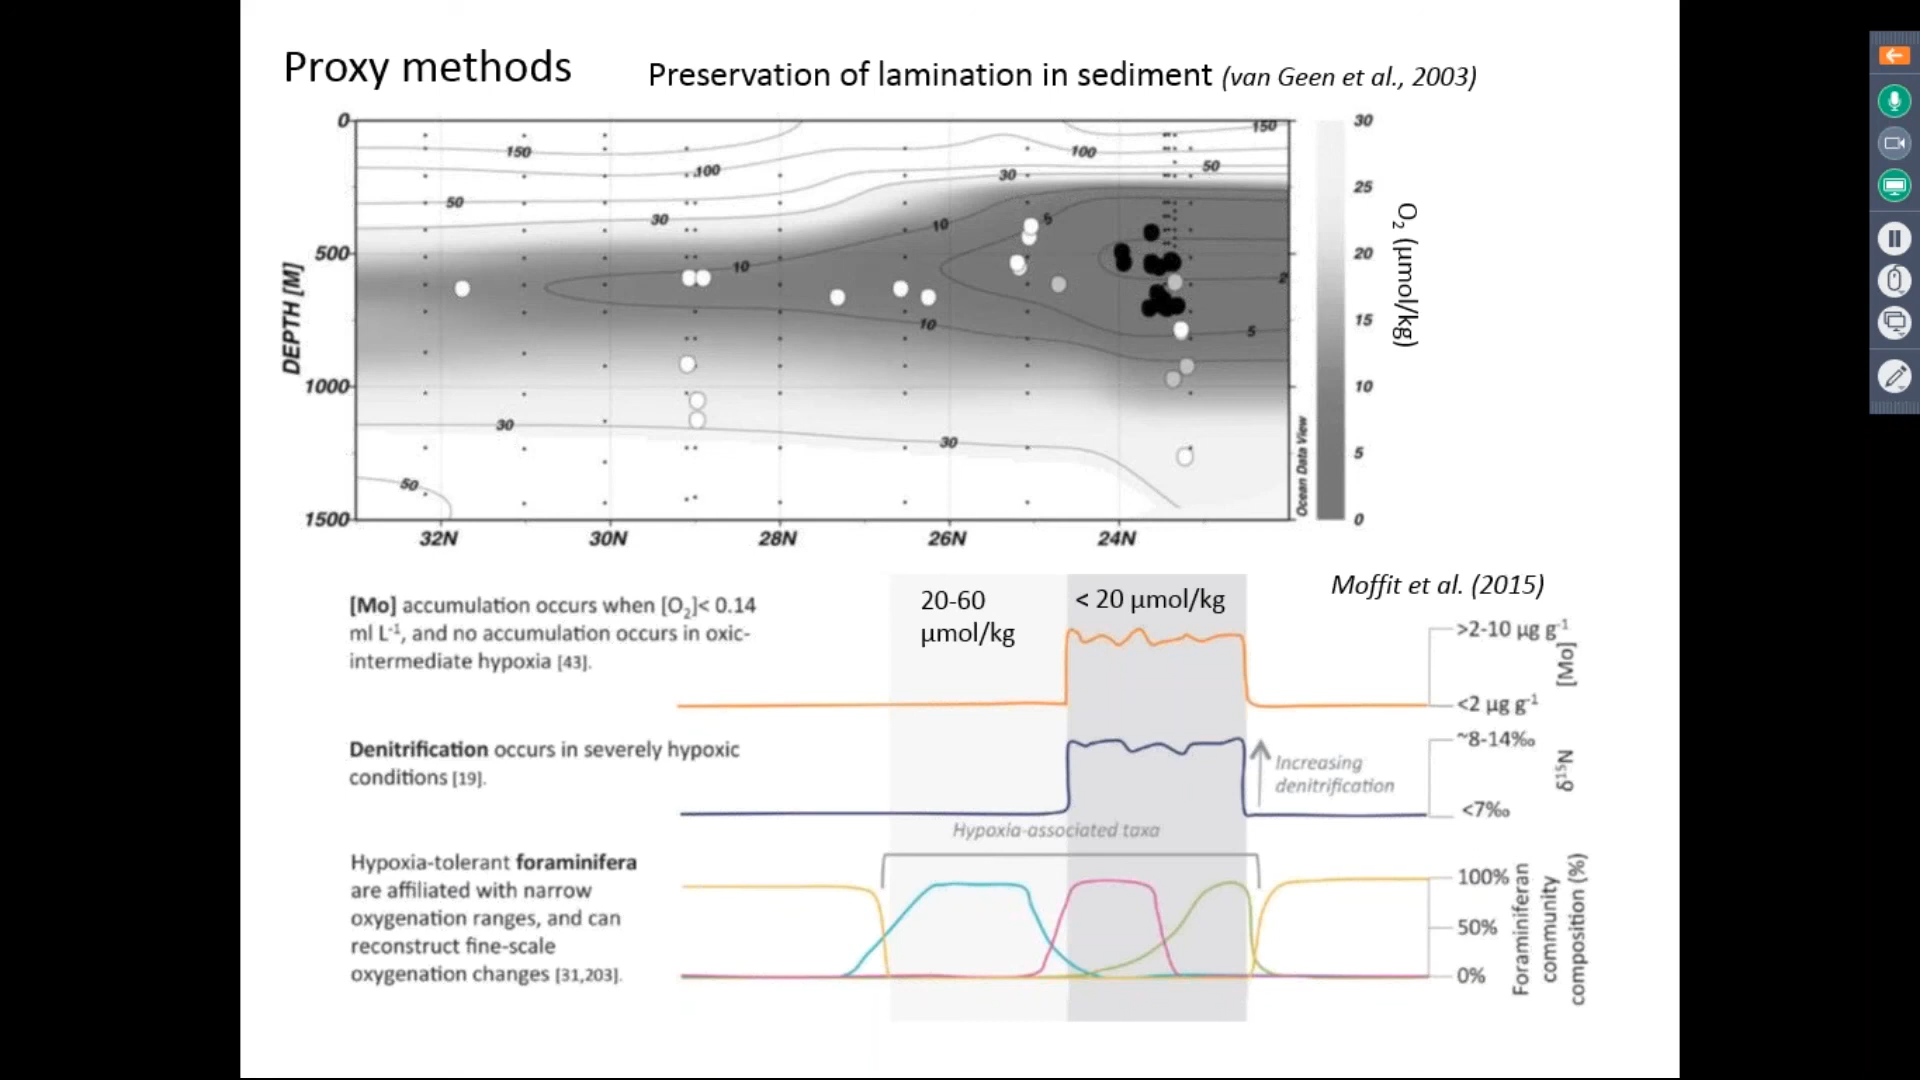 Proxy methods
Preservation of lamination in sediment (van Geen et al., 2003)
DEPTH [M]
0
500
1000
1500
32N
30N
28N
26N
24N
150
100
50
30
10
10
10
30
50
30
150
100
50
30
5
2
5
Ocean Data View
30
25
20
15
10
5
0
O₂ (µmol/kg)
Moffit et al. (2015)
20-60
µmol/kg
< 20 µmol/kg
[Mo] accumulation occurs when [O₂]< 0.14
ml L⁻¹, and no accumulation occurs in oxic-
intermediate hypoxia [43].
>2-10 µg g⁻¹
<2 µg g⁻¹
[Mo]
Denitrification occurs in severely hypoxic
conditions [19].
Increasing
denitrification
~8-14‰
<7‰
δ¹⁵N
Hypoxia-associated taxa
Hypoxia-tolerant foraminifera
are affiliated with narrow
oxygenation ranges, and can
reconstruct fine-scale
oxygenation changes [31,203].
100%
50%
0%
Foraminiferan
community
composition (%)